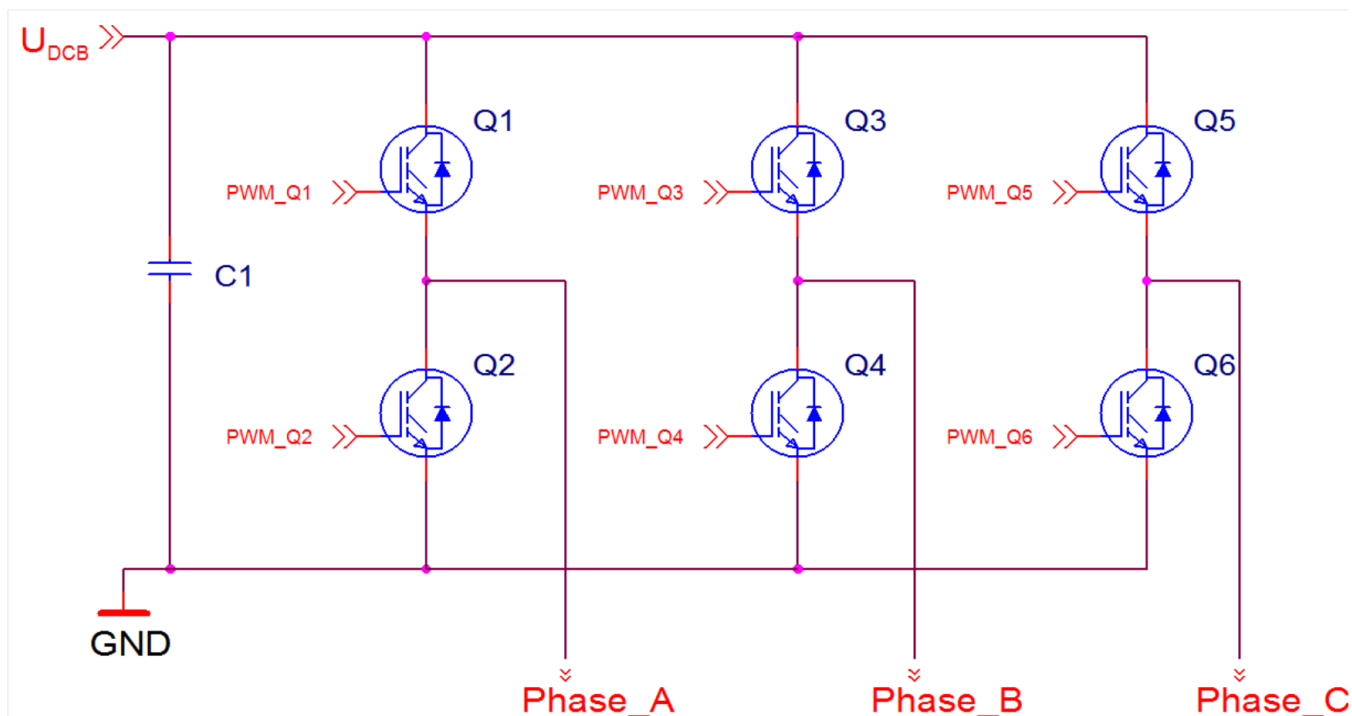 U_DCB
Q1
Q3
Q5
PWM_Q1
PWM_Q3
PWM_Q5
C1
Q2
Q4
Q6
PWM_Q2
PWM_Q4
PWM_Q6
GND
Phase_A
Phase_B
Phase_C